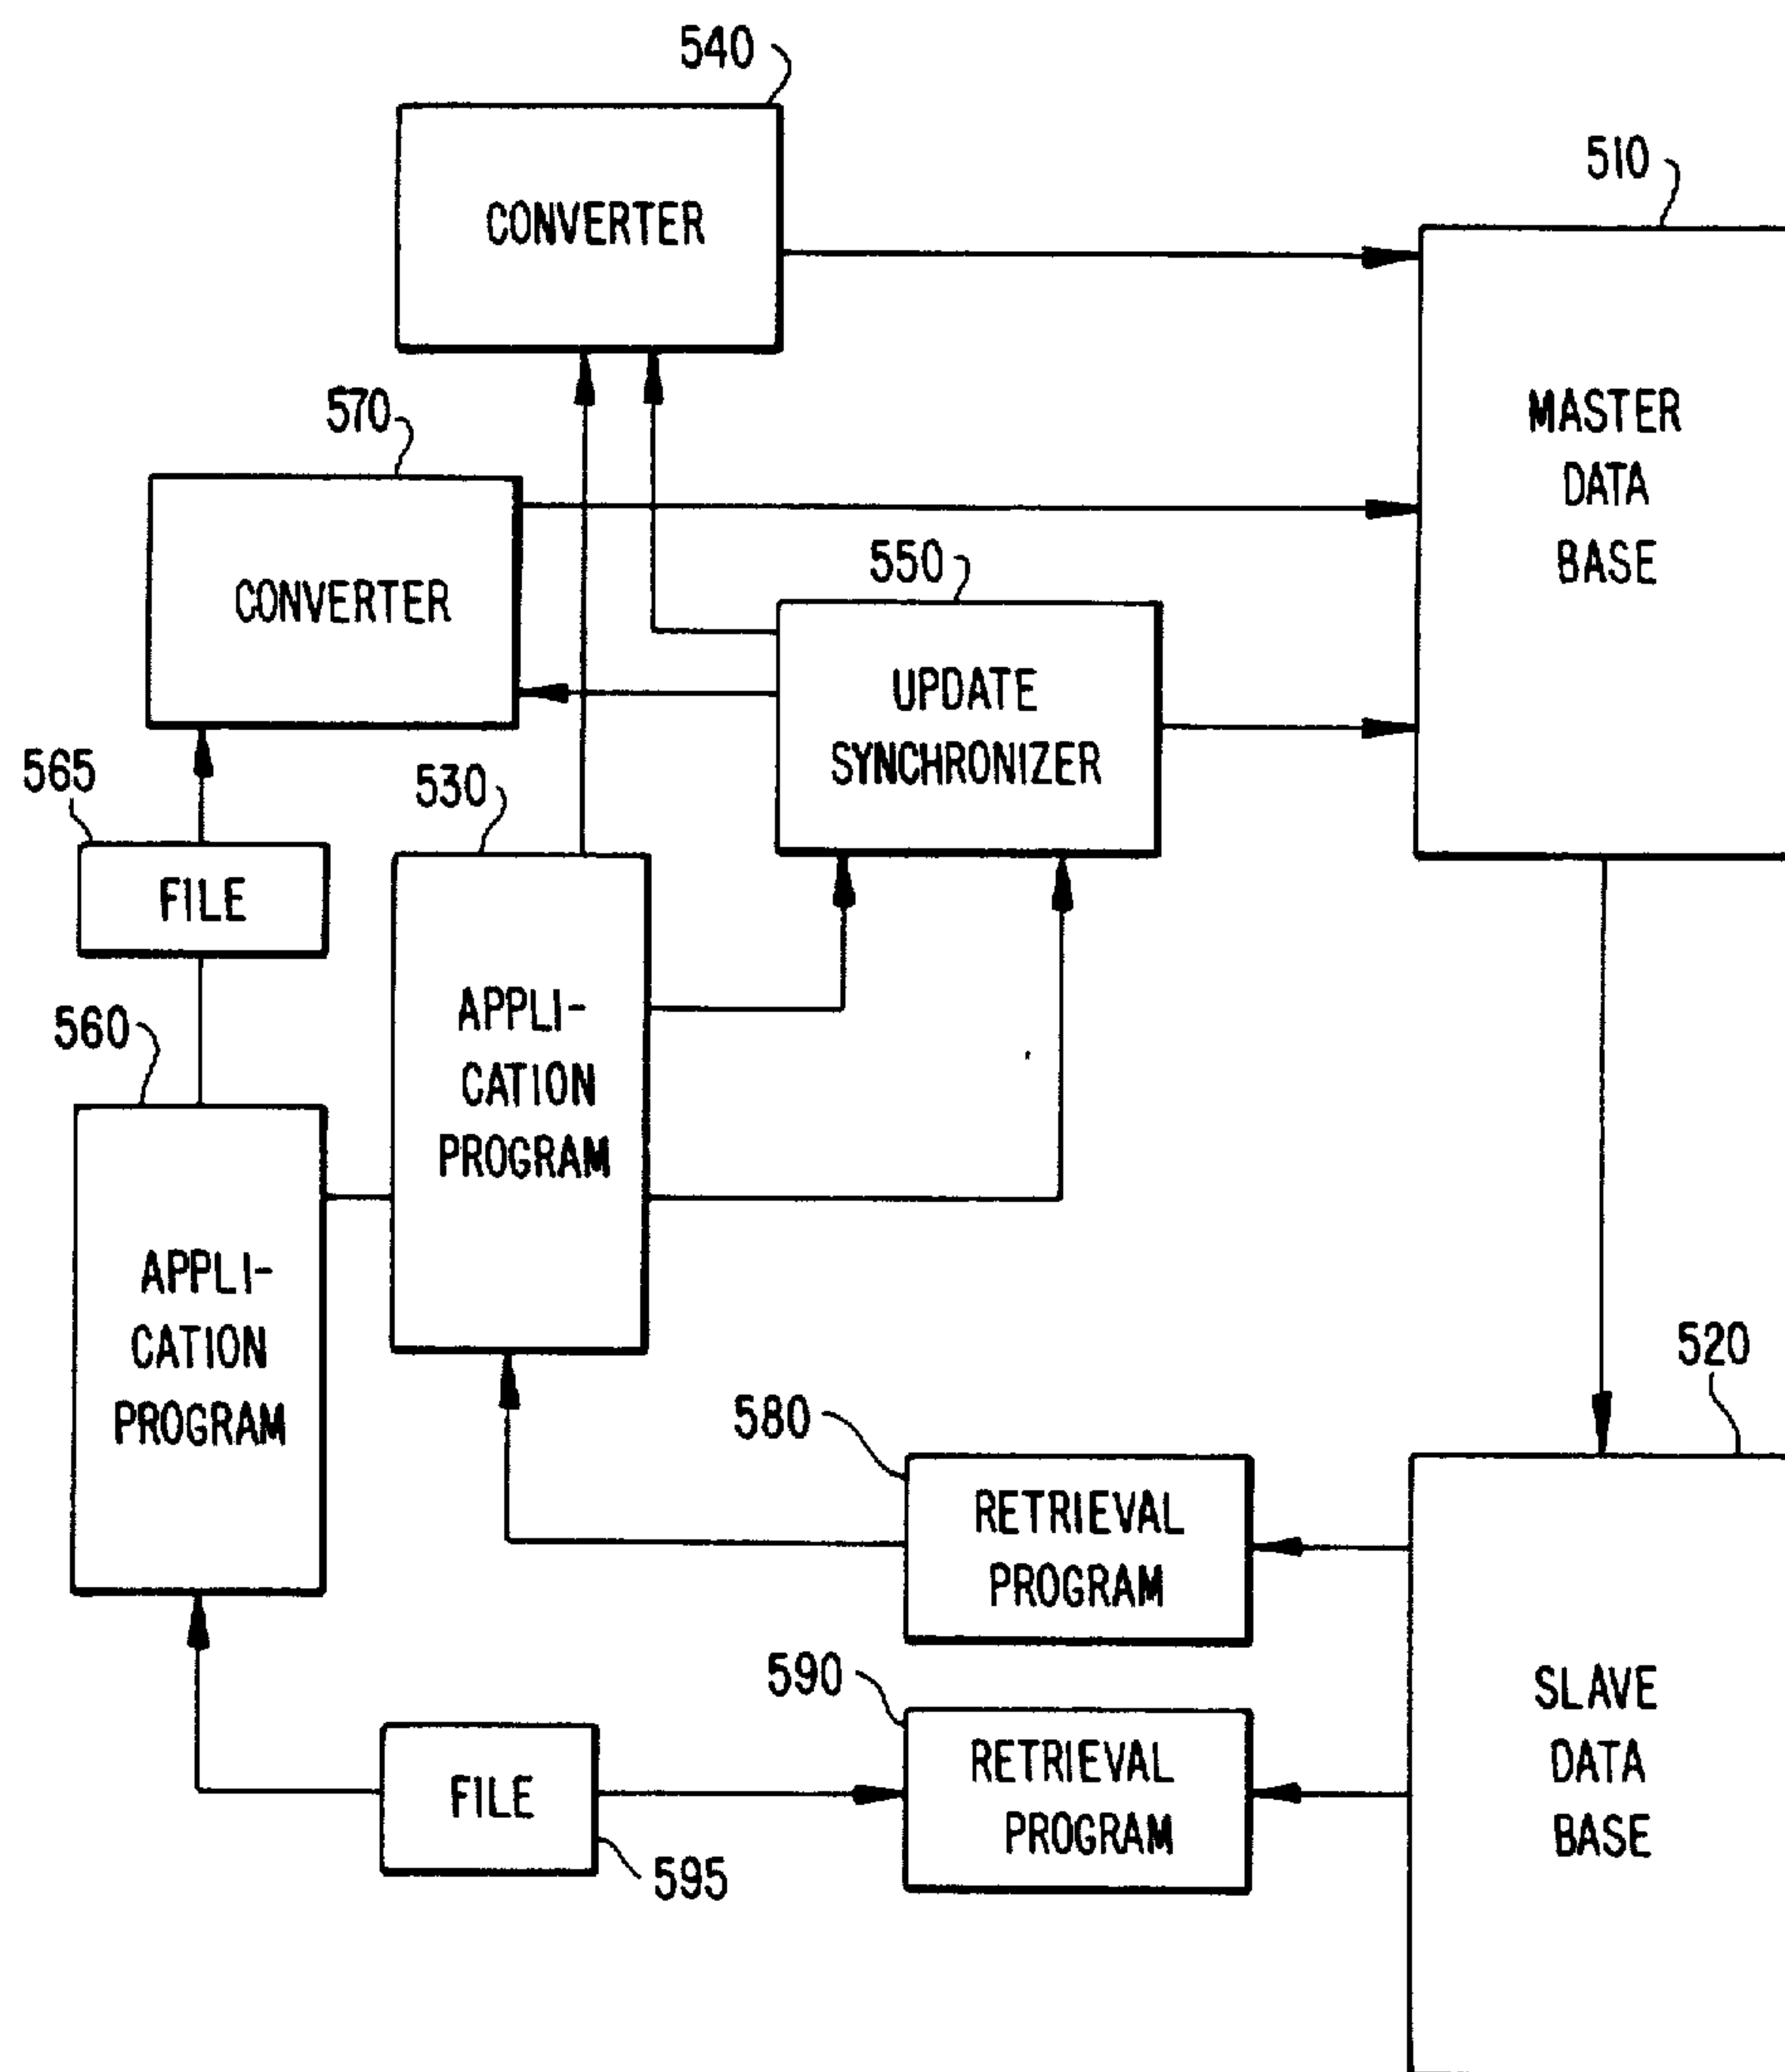 540
CONVERTER
510
MASTER
DATA
BASE
570
CONVERTER
550
UPDATE
SYNCHRONIZER
565
FILE
530
APPLI-
CATION
PROGRAM
560
APPLI-
CATION
PROGRAM
520
SLAVE
DATA
BASE
580
RETRIEVAL
PROGRAM
590
RETRIEVAL
PROGRAM
FILE
595